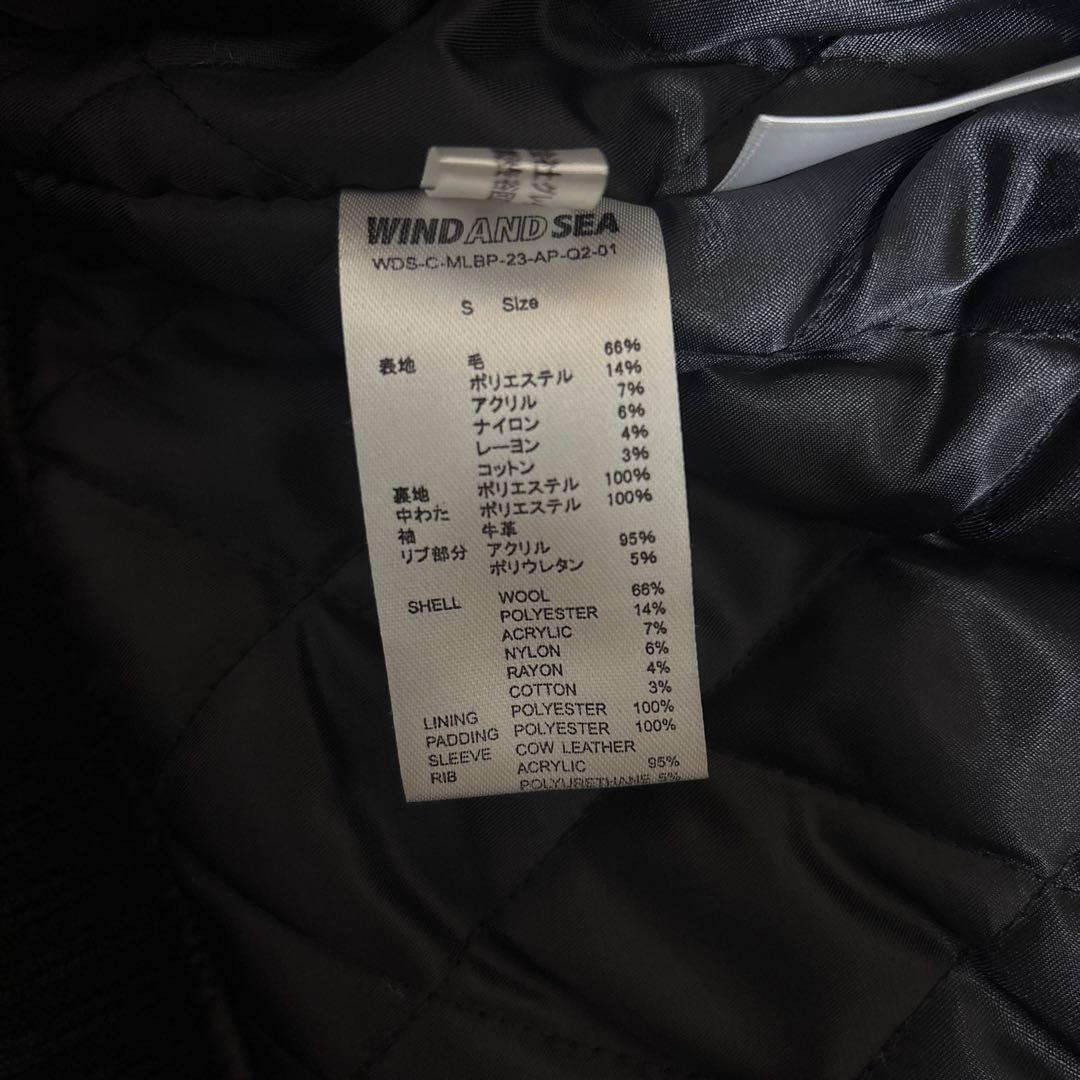 WIND AND SEA
WDS-C-MLBP-23-AP-Q2-01
S Size
表地 毛 66%
ポリエステル 14%
アクリル 7%
ナイロン 6%
レーヨン 4%
コットン 3%
裏地 ポリエステル 100%
中わた ポリエステル 100%
袖 牛革
リブ部分 アクリル 95%
ポリウレタン 5%
SHELL WOOL 66%
POLYESTER 14%
ACRYLIC 7%
NYLON 6%
RAYON 4%
COTTON 3%
LINING POLYESTER 100%
PADDING POLYESTER 100%
SLEEVE COW LEATHER
RIB ACRYLIC 95%
POLYURETHANE 5%